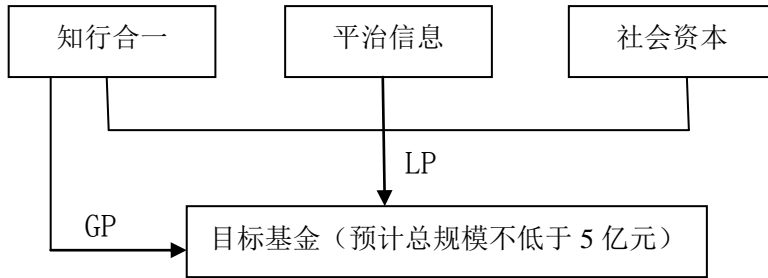 知行合一
平治信息
社会资本
LP
GP
目标基金（预计总规模不低于 5 亿元）